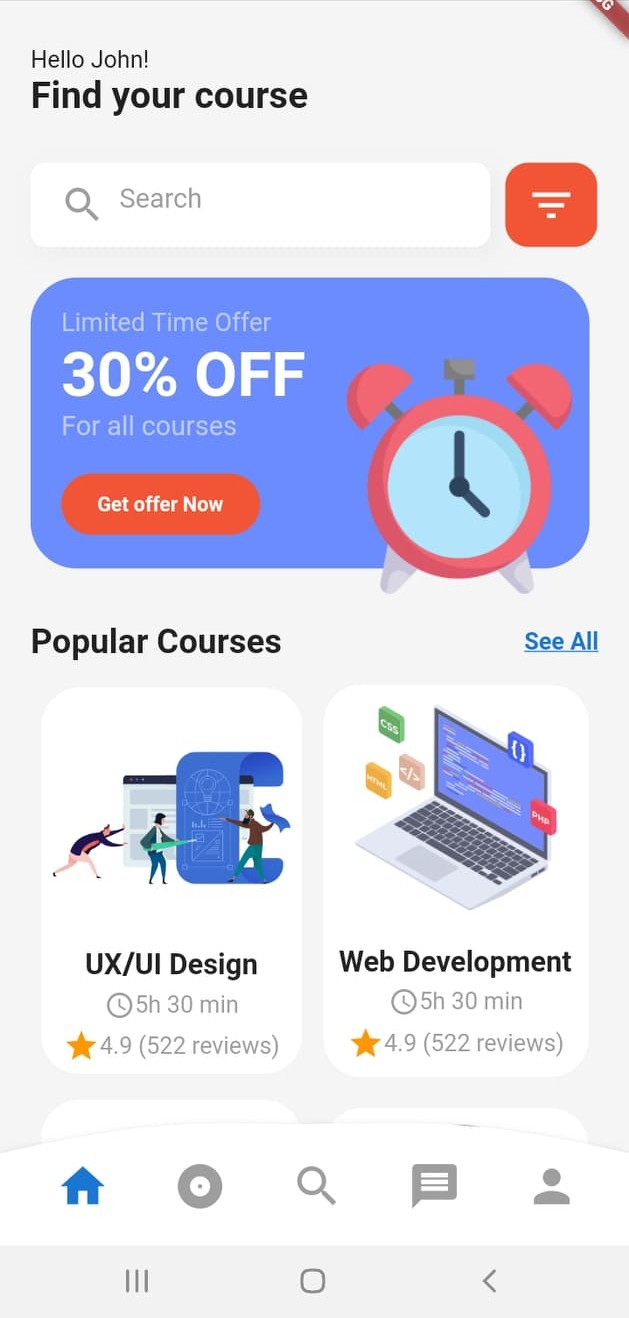 Hello John!
Find your course
Search
Limited Time Offer
30% OFF
For all courses
Get offer Now
Popular Courses
See All
CSS
HTML
</>
{}
PHP
UX/UI Design
Web Development
5h 30 min
5h 30 min
4.9 (522 reviews)
4.9 (522 reviews)